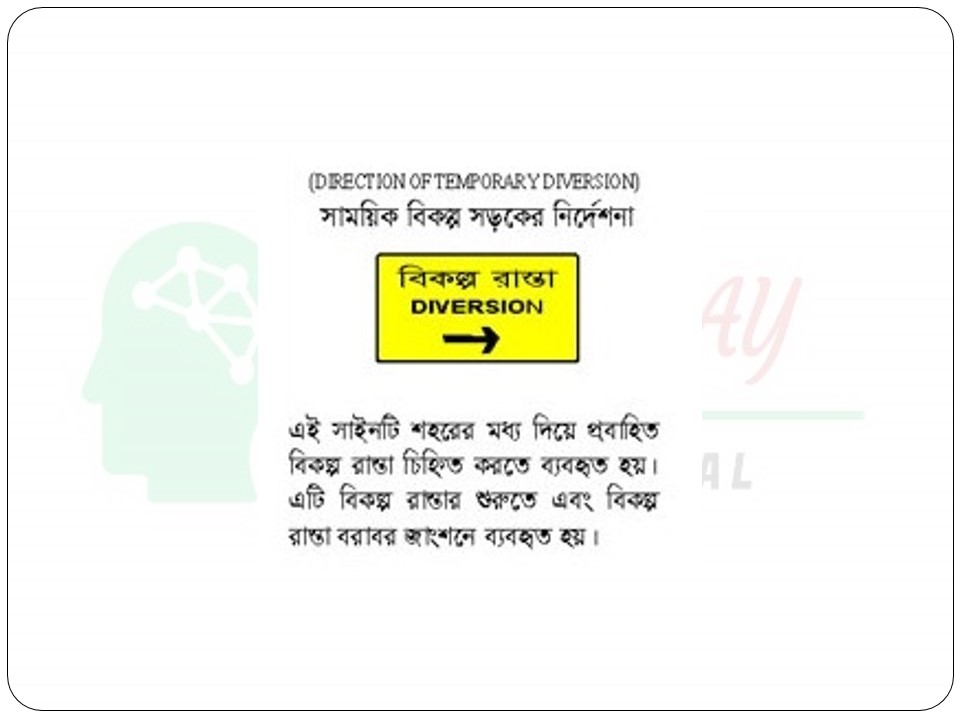 (DIRECTION OF TEMPORARY DIVERSION)
সাময়িক বিকল্প সড়কের নির্দেশনা
বিকল্প রাস্তা
DIVERSION
এই সাইনটি শহরের মধ্য দিয়ে প্রবাহিত
বিকল্প রাস্তা চিহ্নিত করতে ব্যবহৃত হয়।
এটি বিকল্প রাস্তার শুরুতে এবং বিকল্প
রাস্তা বরাবর জাংশনে ব্যবহৃত হয়।